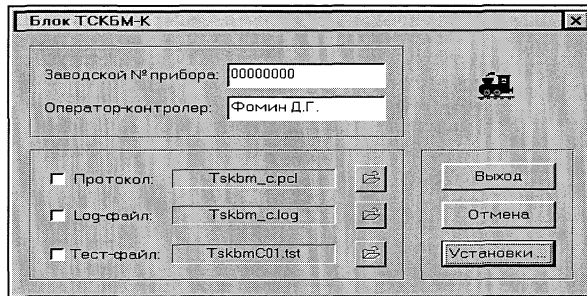 Блок ТСКБМ-К
Заводской № прибора: 00000000
Оператор-контролер: Фомин Д.Г.
Протокол: Tskbm_c.pcl
Log-файл: Tskbm_c.log
Тест-файл: TskbmC01.tst
Выход
Отмена
Установки ...